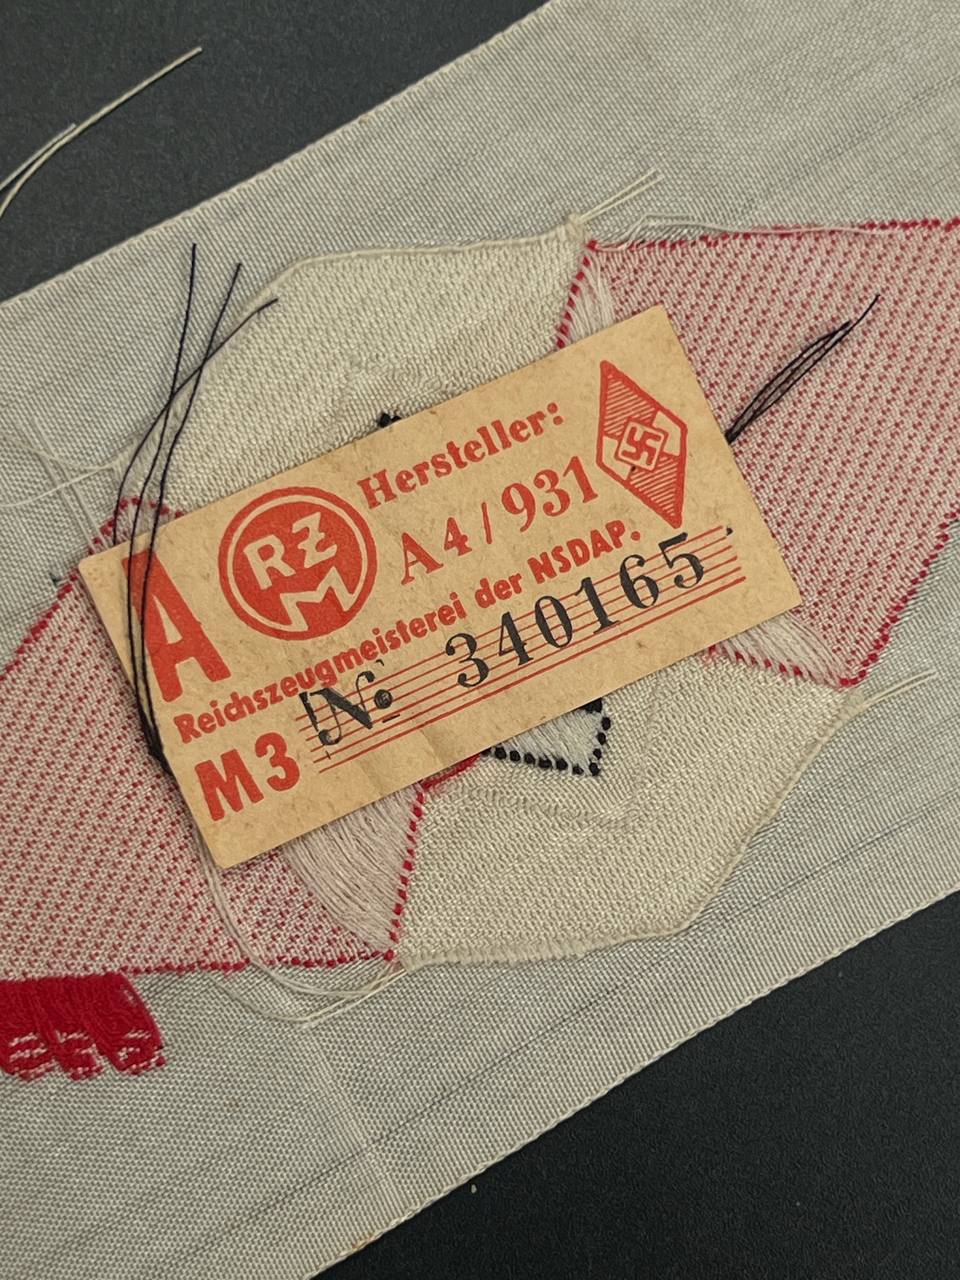 Hersteller:
A RZM A4/931
Reichszeugmeisterei der NSDAP.
M3 No 340165